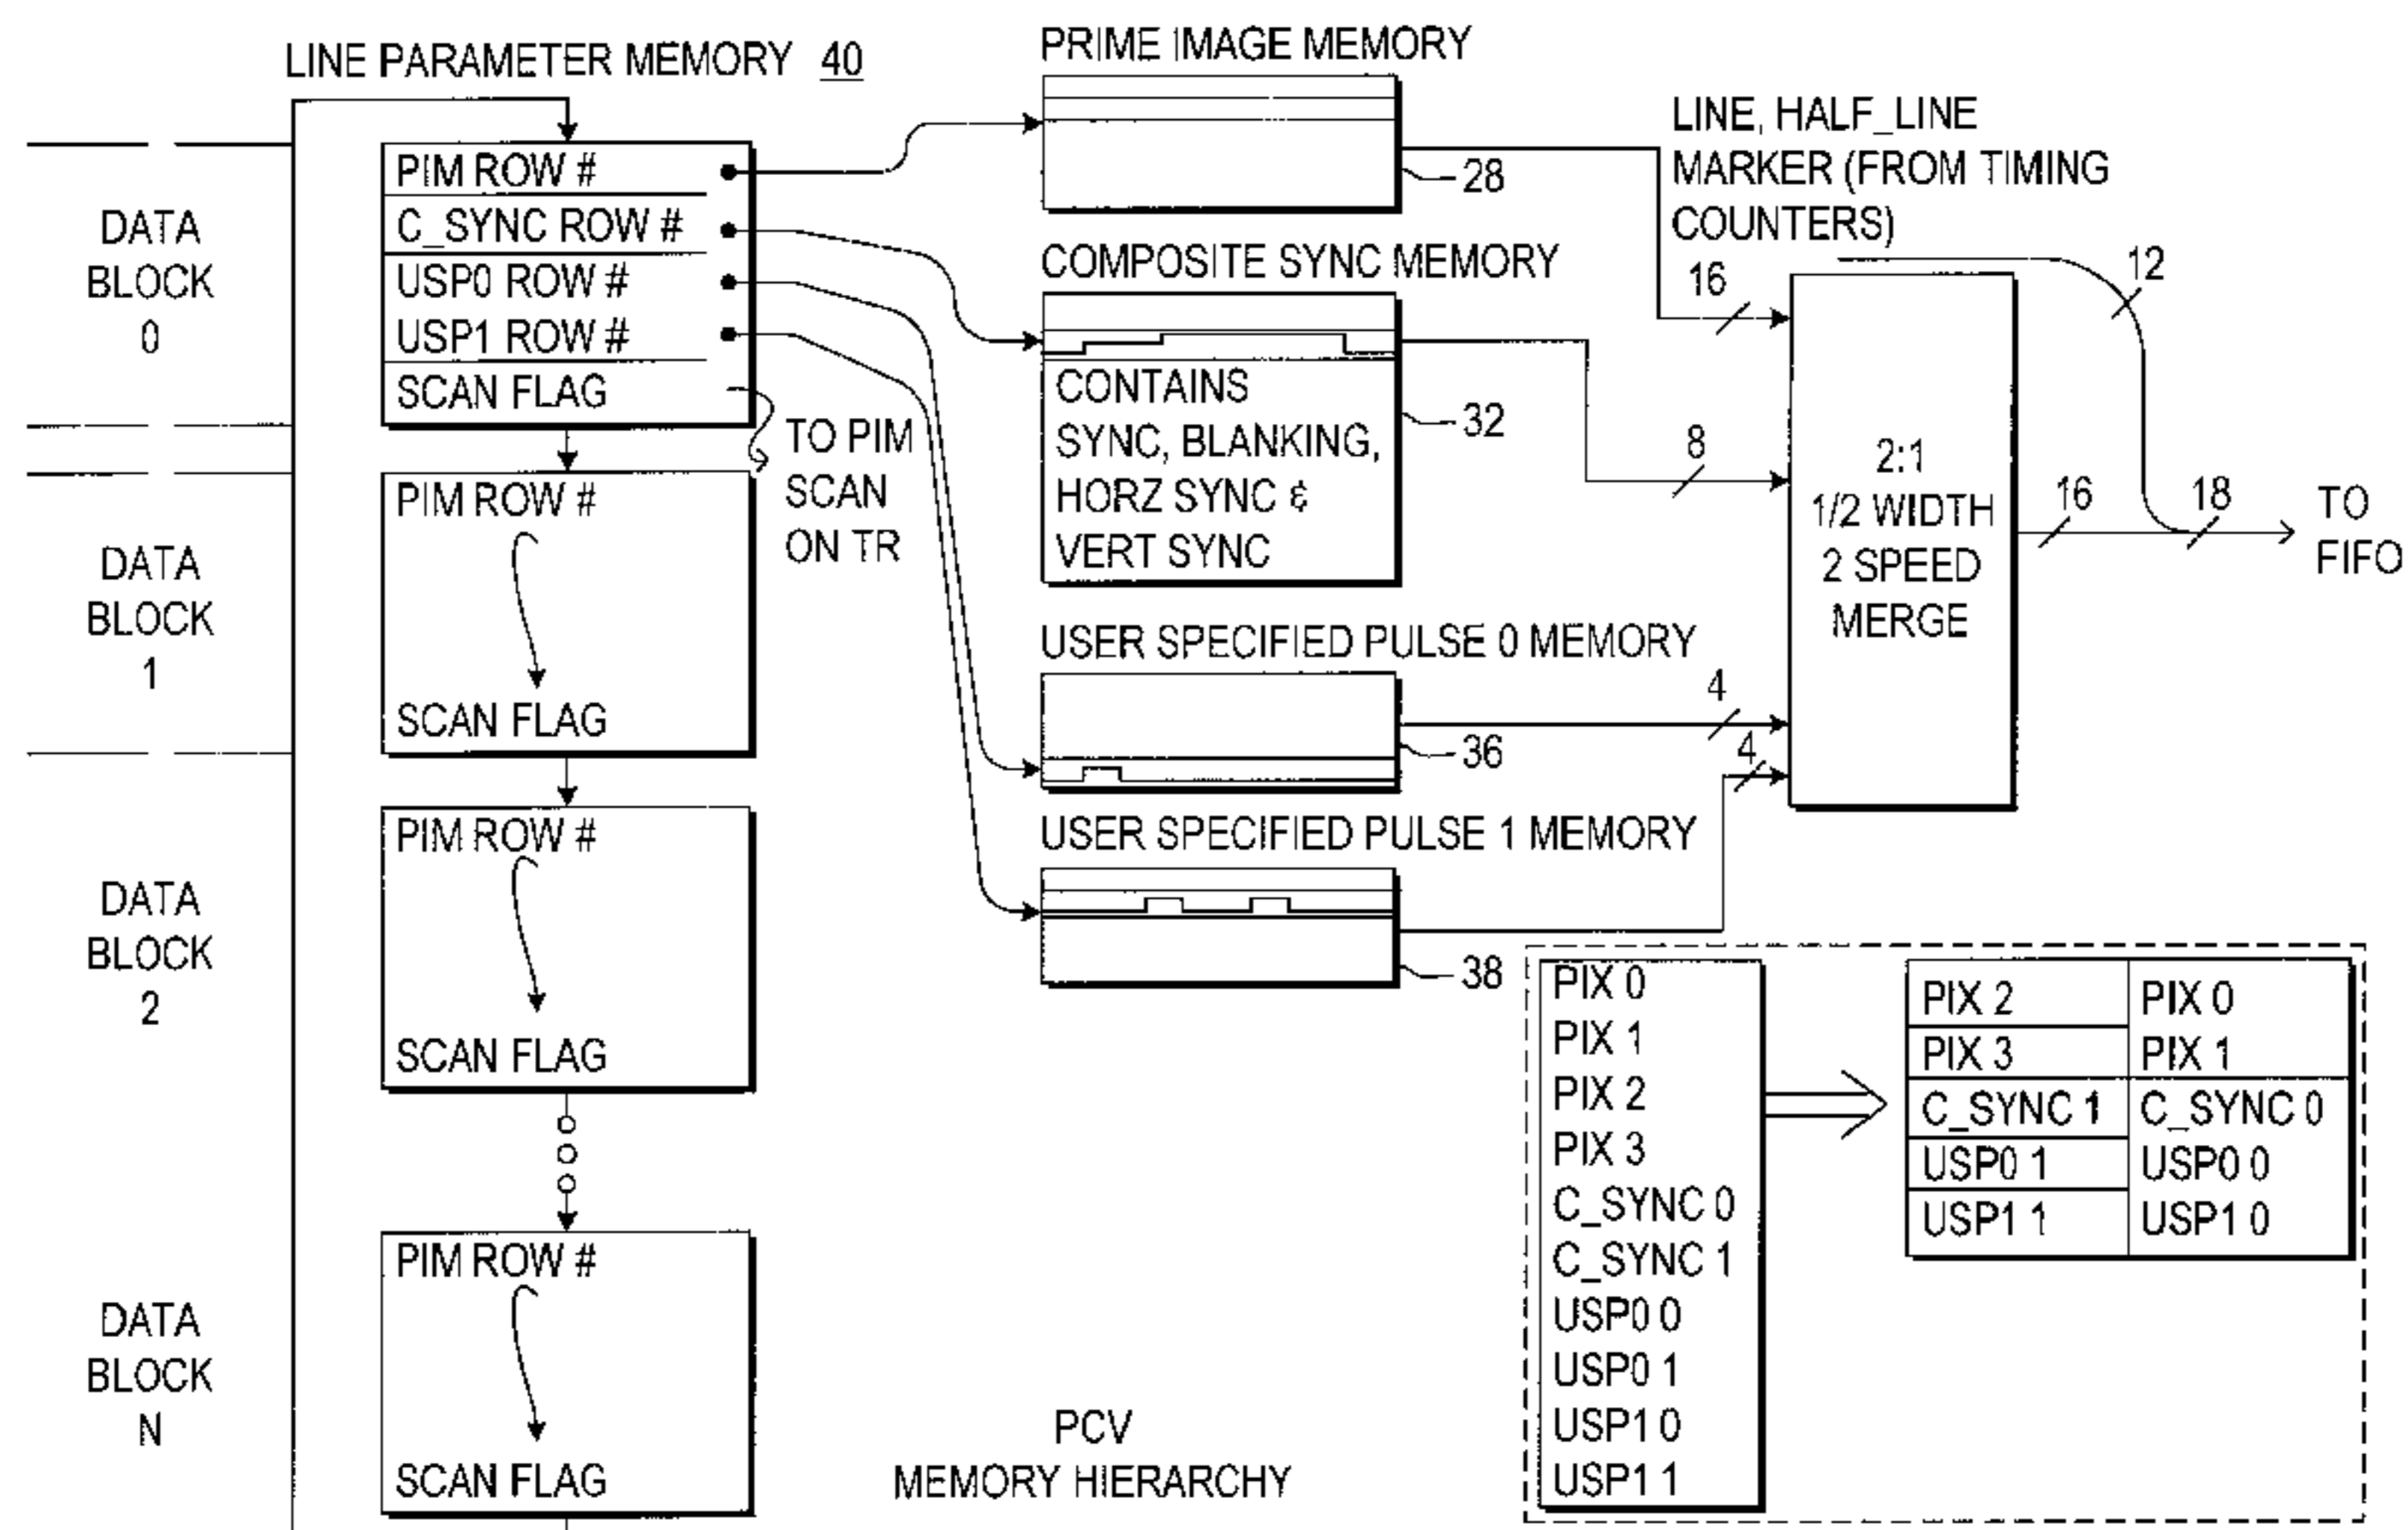 LINE PARAMETER MEMORY 40
DATA
BLOCK
0
PIM ROW #
C_SYNC ROW #
USP0 ROW #
USP1 ROW #
SCAN FLAG
TO PIM
SCAN
ON TR
DATA
BLOCK
1
PIM ROW #
SCAN FLAG
DATA
BLOCK
2
PIM ROW #
SCAN FLAG
DATA
BLOCK
N
PIM ROW #
SCAN FLAG
PRIME IMAGE MEMORY
28
COMPOSITE SYNC MEMORY
CONTAINS
SYNC, BLANKING,
HORZ SYNC &
VERT SYNC
32
USER SPECIFIED PULSE 0 MEMORY
36
USER SPECIFIED PULSE 1 MEMORY
38
LINE, HALF_LINE
MARKER (FROM TIMING
COUNTERS)
16
8
4
4
12
2:1
1/2 WIDTH
2 SPEED
MERGE
16
18
TO
FIFO
PIX 0
PIX 1
PIX 2
PIX 3
C_SYNC 0
C_SYNC 1
USP0 0
USP0 1
USP1 0
USP1 1
PIX 2 PIX 0
PIX 3 PIX 1
C_SYNC 1 C_SYNC 0
USP0 1 USP0 0
USP1 1 USP1 0
PCV
MEMORY HIERARCHY